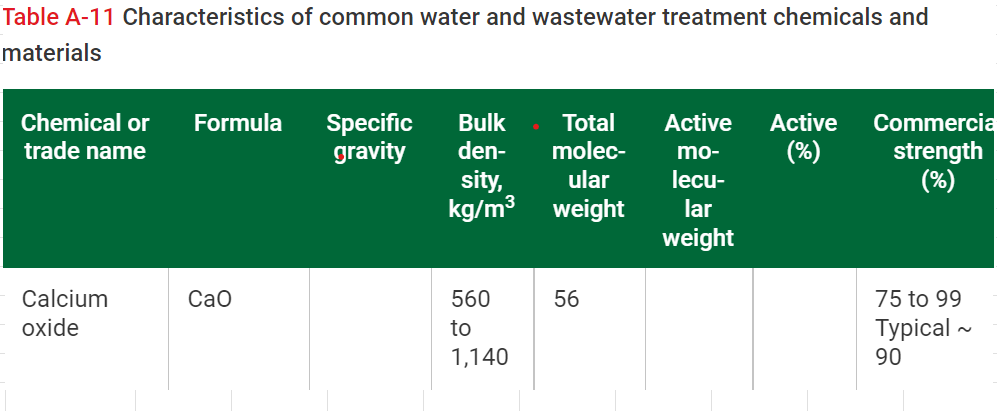 Table A-11 Characteristics of common water and wastewater treatment chemicals and
materials
Chemical or
trade name
Formula
Specific
gravity
Bulk
den-
sity,
kg/m³
Total
molec-
ular
weight
Active
mo-
lecu-
lar
weight
Active
(%)
Commercia
strength
(%)
Calcium
oxide
CaO
560
to
1,140
56
75 to 99
Typical ~
90